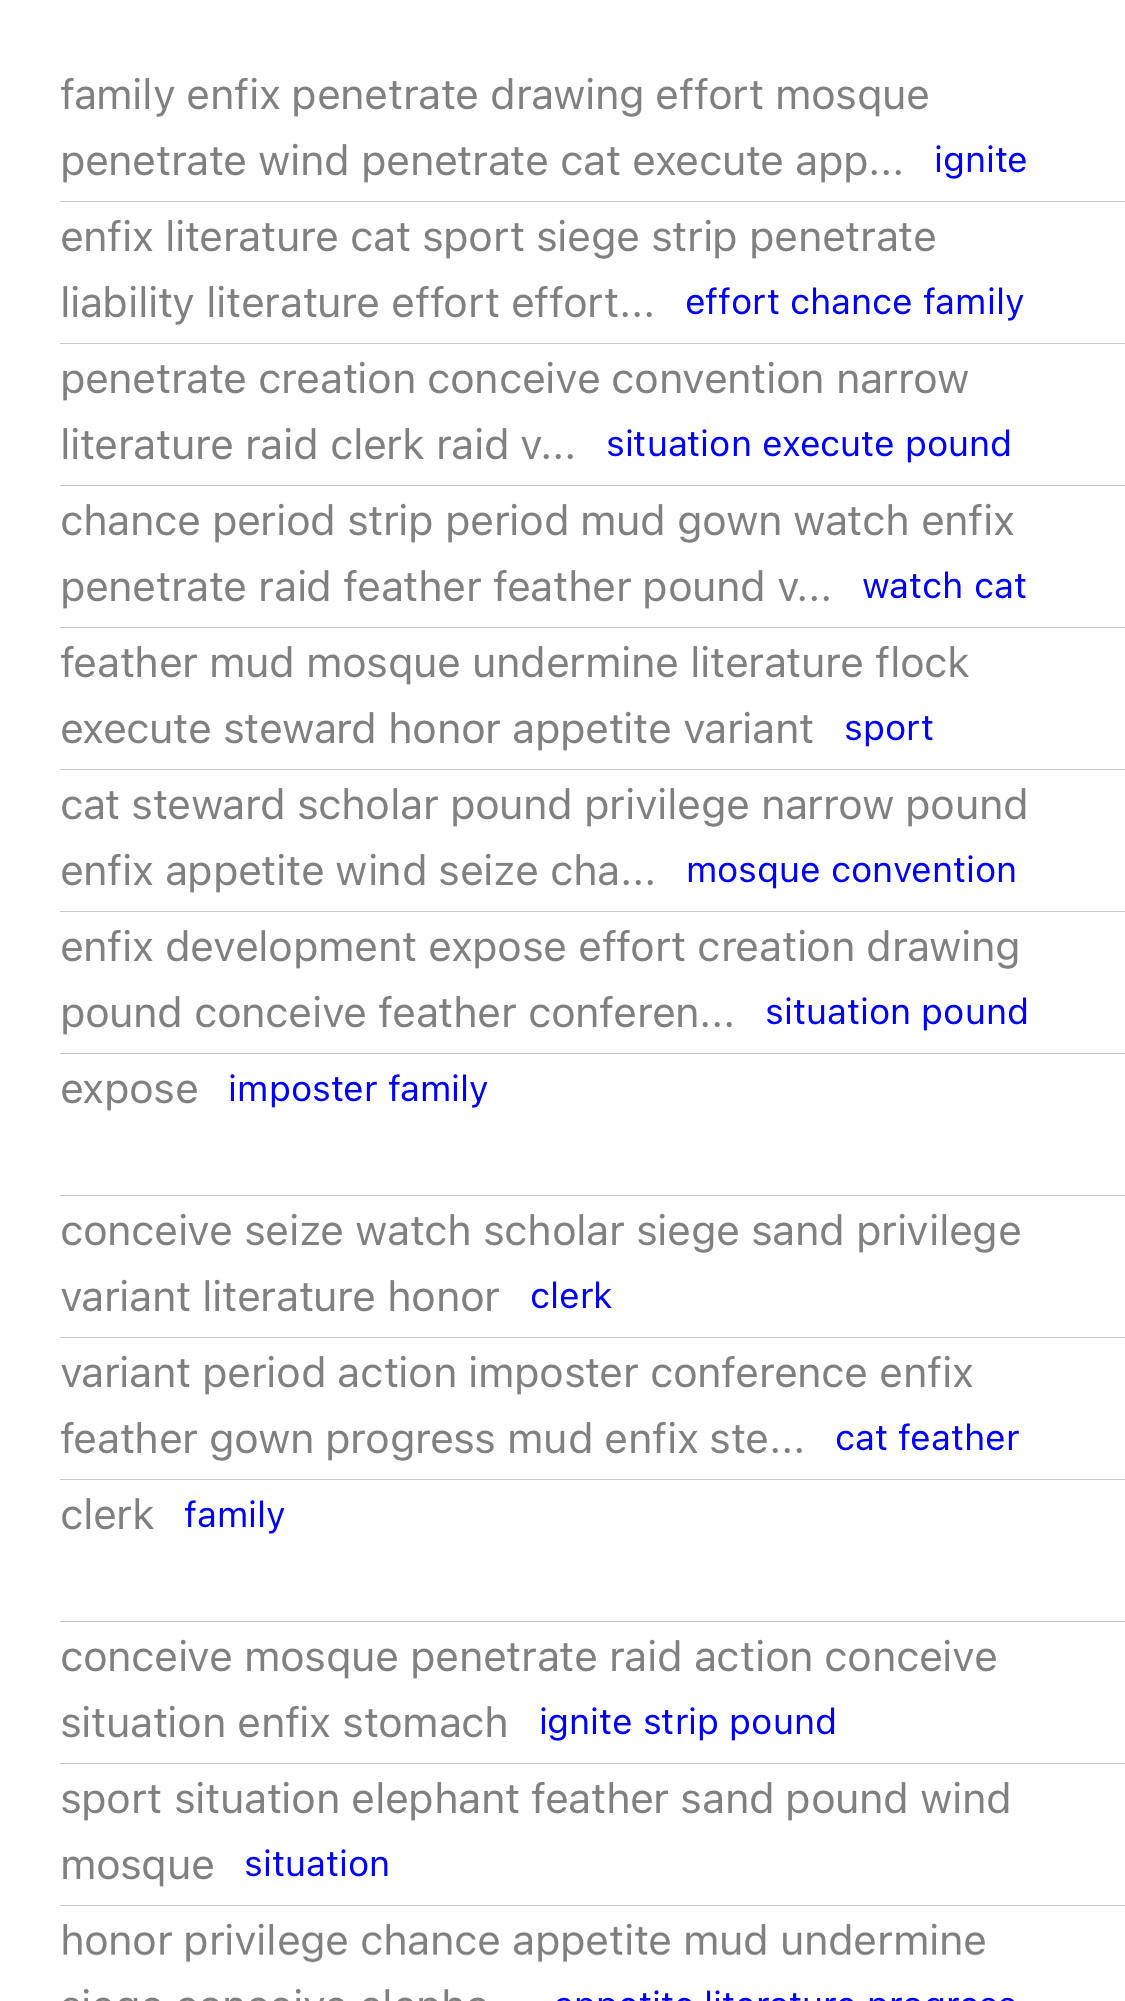 family enfix penetrate drawing effort mosque
penetrate wind penetrate cat execute app... ignite
enfix literature cat sport siege strip penetrate
liability literature effort effort... effort chance family
penetrate creation conceive convention narrow
literature raid clerk raid v... situation execute pound
chance period strip period mud gown watch enfix
penetrate raid feather feather pound v... watch cat
feather mud mosque undermine literature flock
execute steward honor appetite variant sport
cat steward scholar pound privilege narrow pound
enfix appetite wind seize cha... mosque convention
enfix development expose effort creation drawing
pound conceive feather conferen... situation pound
expose imposter family
conceive seize watch scholar siege sand privilege
variant literature honor clerk
variant period action imposter conference enfix
feather gown progress mud enfix ste... cat feather
clerk family
conceive mosque penetrate raid action conceive
situation enfix stomach ignite strip pound
sport situation elephant feather sand pound wind
mosque situation
honor privilege chance appetite mud undermine
siege conceive elepha... appetite literature progress